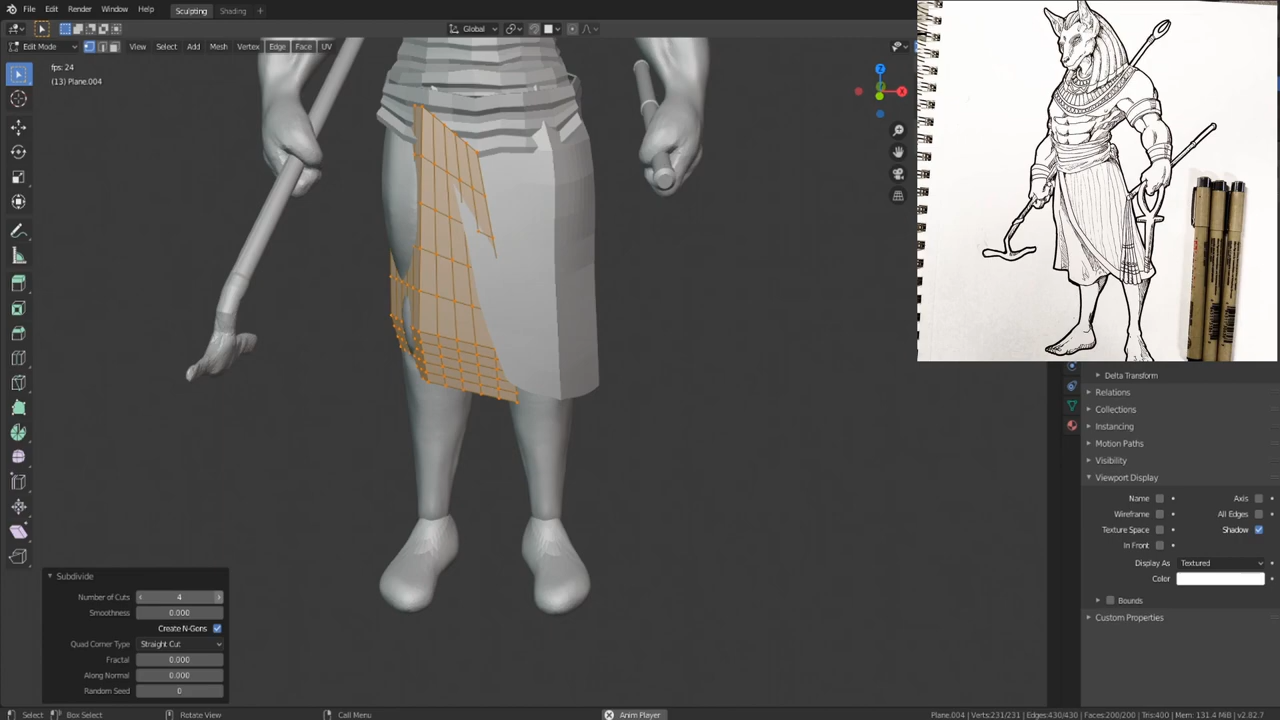 File Edit Render Window Help Sculpting Shading +
Global
Edit Mode View Select Add Mesh Vertex Edge Face UV
fps: 24
(13) Plane.004
Z
X
Delta Transform
Relations
Collections
Instancing
Motion Paths
Visibility
Viewport Display
Name Axis
Wireframe All Edges
Texture Space Shadow
In Front
Display As Textured
Color
Bounds
Custom Properties
Subdivide
Number of Cuts 4
Smoothness 0.000
Create N-Gons
Quad Corner Type Straight Cut
Fractal 0.000
Along Normal 0.000
Random Seed 0
Select Box Select Rotate View Call Menu Anim Player Plane.004 | Verts:231/231 | Edges:430/430 | Faces:200/200 | Tris:400 | Mem: 131.4 MiB | v2.82.7